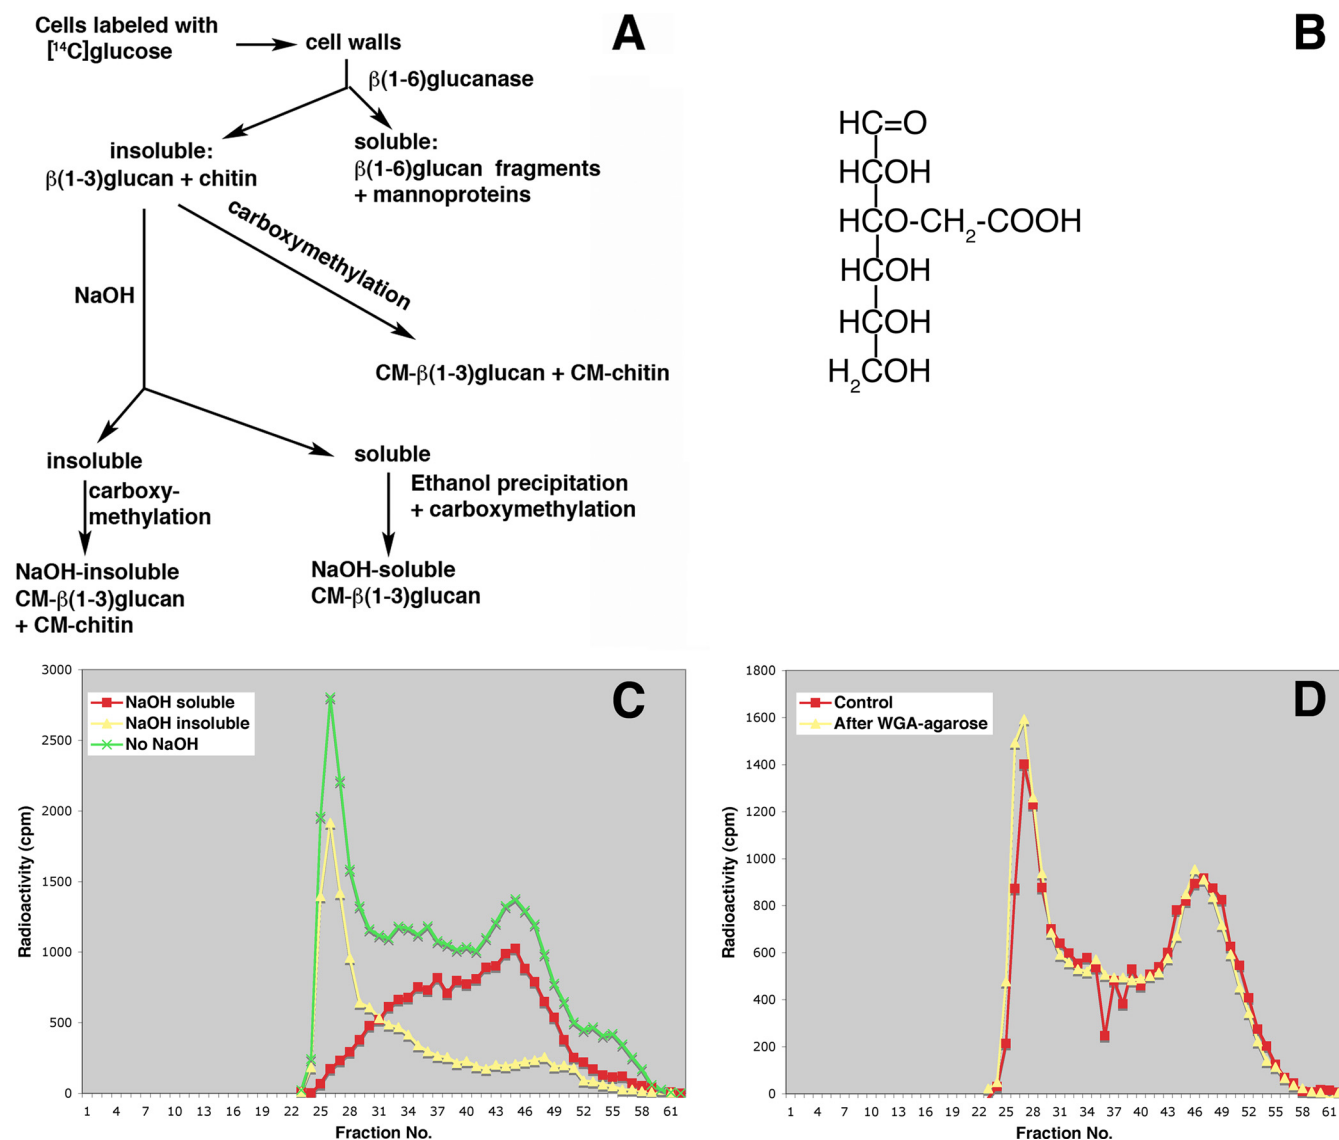 A
Cells labeled with
[14C]glucose
cell walls
β(1-6)glucanase
insoluble:
β(1-3)glucan + chitin
soluble:
β(1-6)glucan fragments
+ mannoproteins
carboxymethylation
NaOH
CM-β(1-3)glucan + CM-chitin
insoluble
soluble
carboxy-
methylation
Ethanol precipitation
+ carboxymethylation
NaOH-insoluble
CM-β(1-3)glucan
+ CM-chitin
NaOH-soluble
CM-β(1-3)glucan
B
HC=O
HCOH
HCO-CH2-COOH
HCOH
HCOH
H2COH
C
NaOH soluble
NaOH insoluble
No NaOH
Radioactivity (cpm)
3000
2500
2000
1500
1000
500
0
1 4 7 10 13 16 19 22 25 28 31 34 37 40 43 46 49 52 55 58 61
Fraction No.
D
Control
After WGA-agarose
Radioactivity (cpm)
1800
1600
1400
1200
1000
800
600
400
200
0
1 4 7 10 13 16 19 22 25 28 31 34 37 40 43 46 49 52 55 58 61
Fraction No.